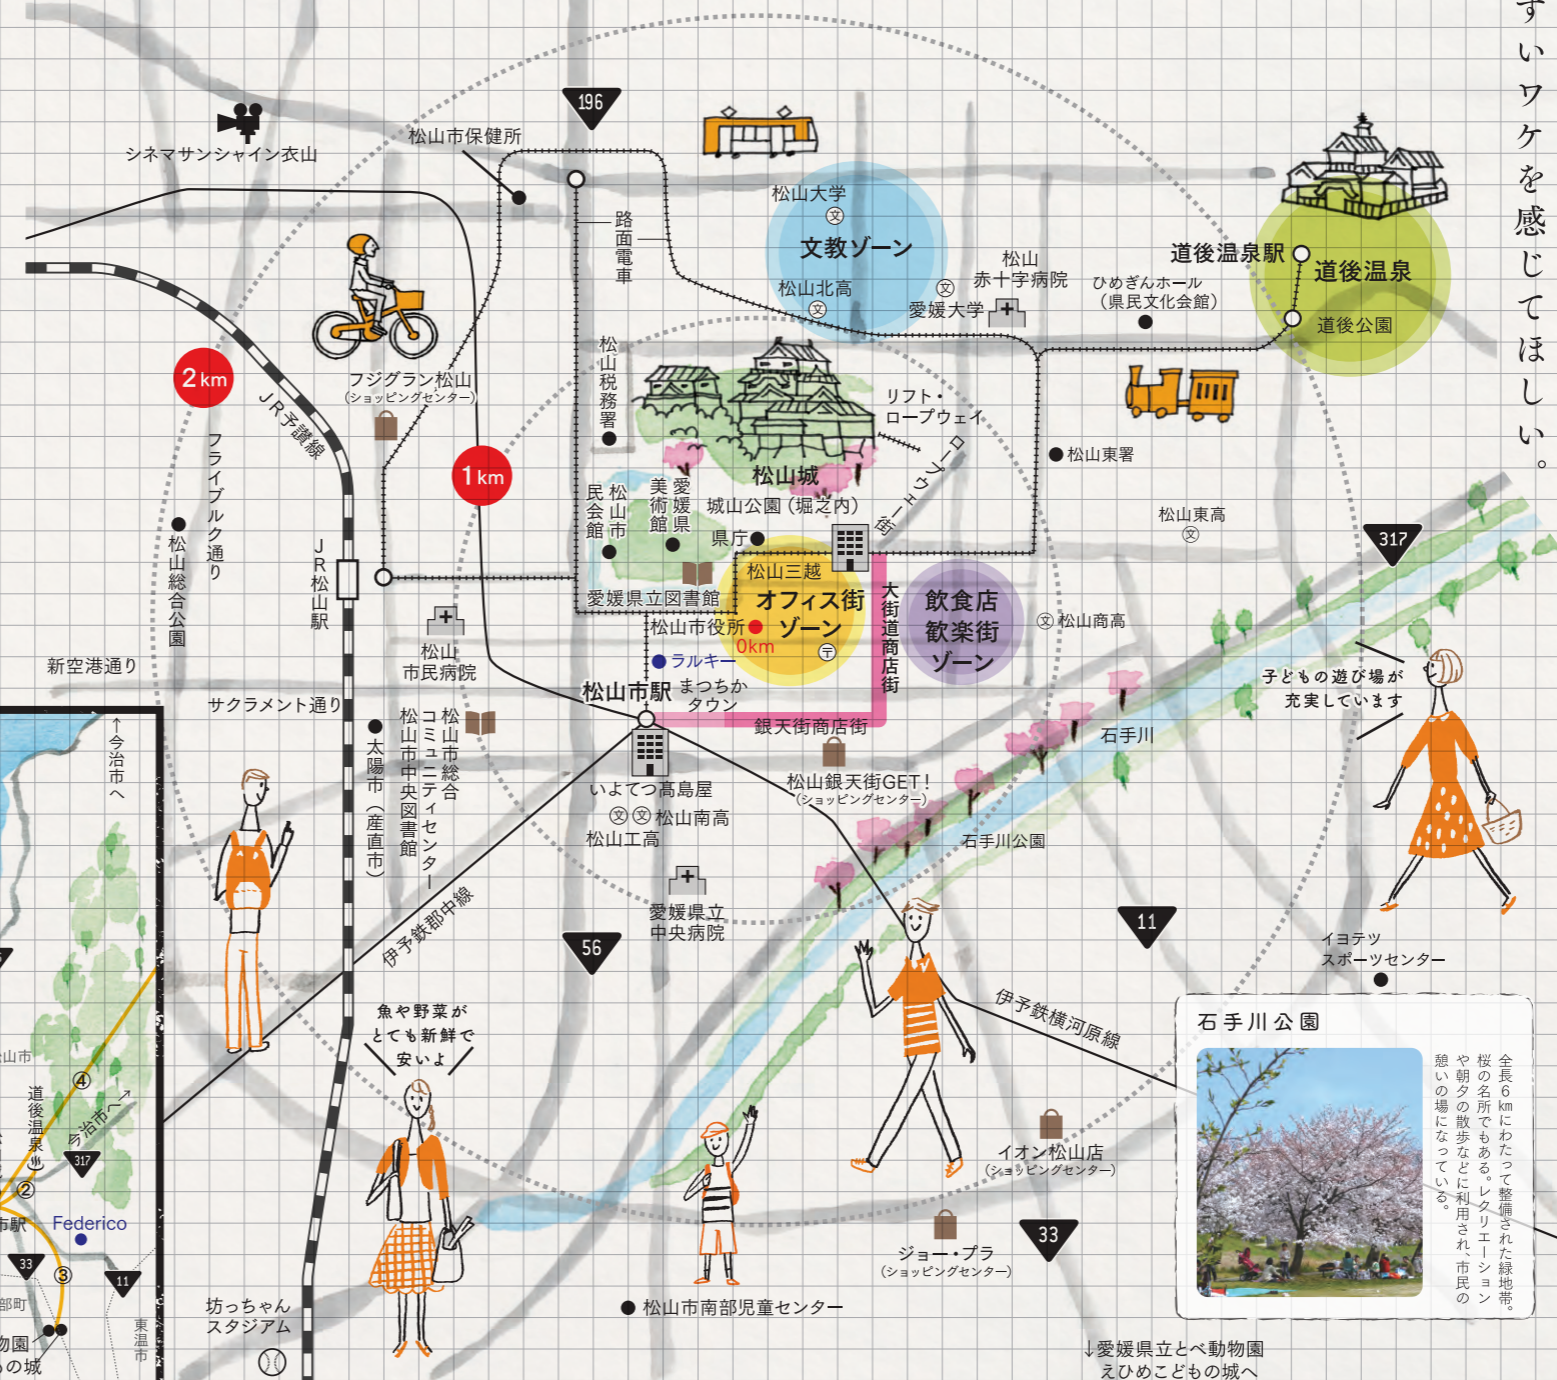 すいワケを感じてほしい。
196
シネマサンシャイン衣山
松山市保健所
路面電車
松山大学
文
文教ゾーン
松山北高
文
文
愛媛大学
松山
赤十字病院
道後温泉駅
道後温泉
ひめぎんホール
(県民文化会館)
道後公園
2km
JR予讃線
フジグラン松山
(ショッピングセンター)
1km
松山税務署
リフト・
ロープウェイ
ロープウェー街
松山城
城山公園(堀之内)
松山東署
松山東高
文
317
フライブルク通り
松山総合公園
JR松山駅
松山市
民会館
愛媛県
美術館
県庁
松山三越
愛媛県立図書館
オフィス街
ゾーン
〒
松山市役所
0km
大街道商店街
飲食店
歓楽街
ゾーン
文松山商高
松山
市民病院
ラルキー
松山市駅
まつちか
タウン
新空港通り
サクラメント通り
銀天街商店街
石手川
子どもの遊び場が
充実しています
太陽市(産直市)
松山市総合
コミュニティセンター
松山市中央図書館
いよてつ髙島屋
文文松山南高
松山工高
松山銀天街GET!
(ショッピングセンター)
石手川公園
愛媛県立
中央病院
伊予鉄郡中線
56
11
イヨテツ
スポーツセンター
伊予鉄横河原線
魚や野菜が
とても新鮮で
安いよ
石手川公園
全長6kmにわたって整備された緑地帯。
桜の名所でもある。レクリエーション
や朝夕の散歩などに利用され、市民の
憩いの場になっている。
イオン松山店
(ショッピングセンター)
33
ジョー・プラ
(ショッピングセンター)
松山市南部児童センター
坊っちゃん
スタジアム
↓愛媛県立とべ動物園
えひめこどもの城へ
←今治市へ
山市
④
道後温泉
今治市へ→
317
②
市駅
Federico
33
③
11
部町
東温市
物園
の城